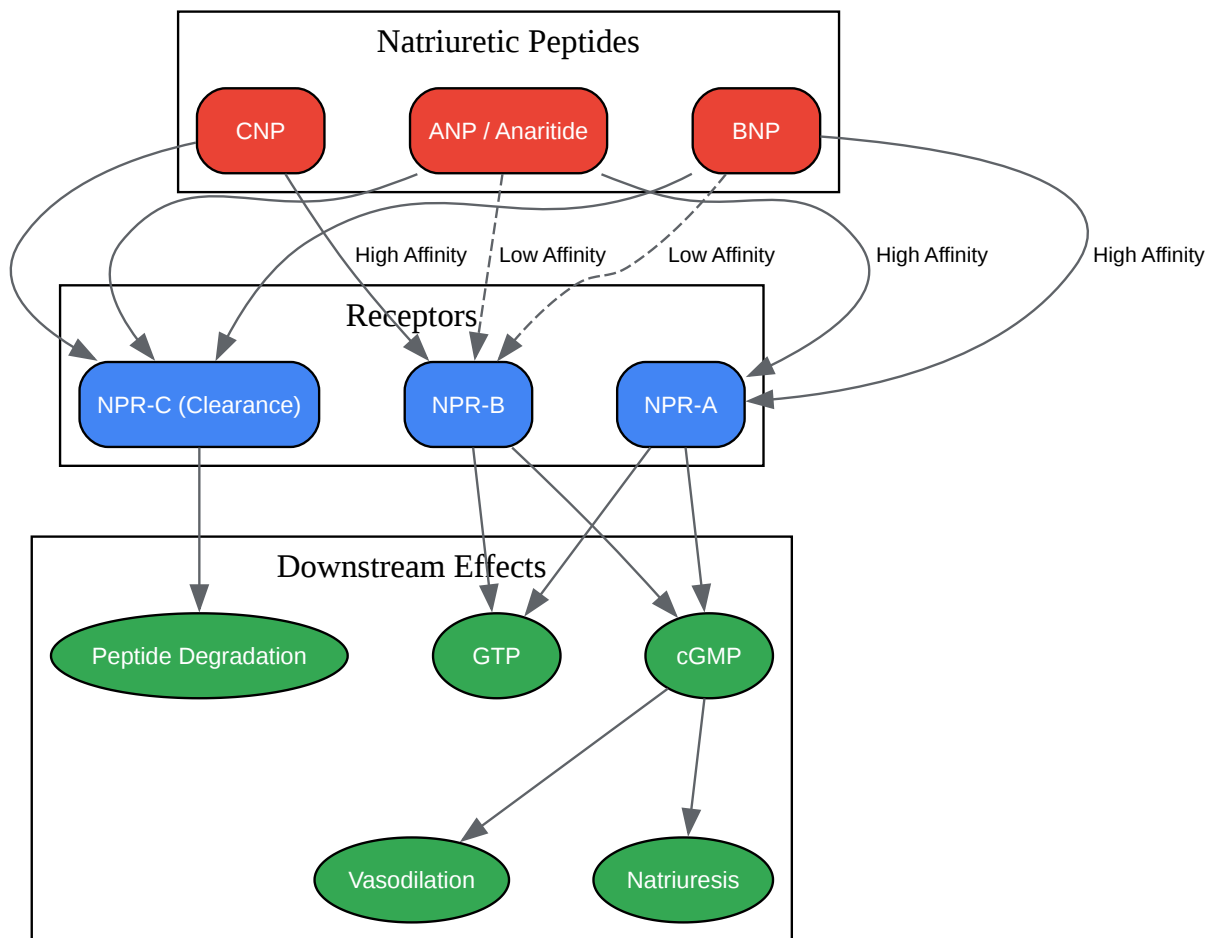 Natriuretic Peptides
CNP
ANP / Anaritide
BNP
High Affinity
Low Affinity
Low Affinity
High Affinity
High Affinity
Receptors
NPR-C (Clearance)
NPR-B
NPR-A
Downstream Effects
Peptide Degradation
GTP
cGMP
Vasodilation
Natriuresis